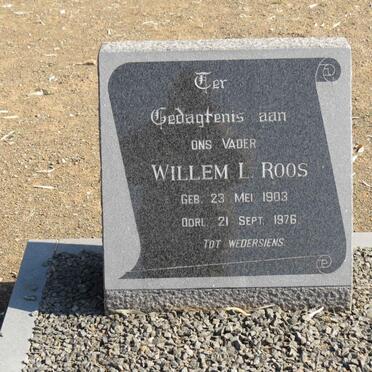 Ter
Gedagtenis aan
ONS VADER
WILLEM L. ROOS
GEB. 23 MEI 1903
OORL. 21 SEPT. 1976
TOT WEDERSIENS